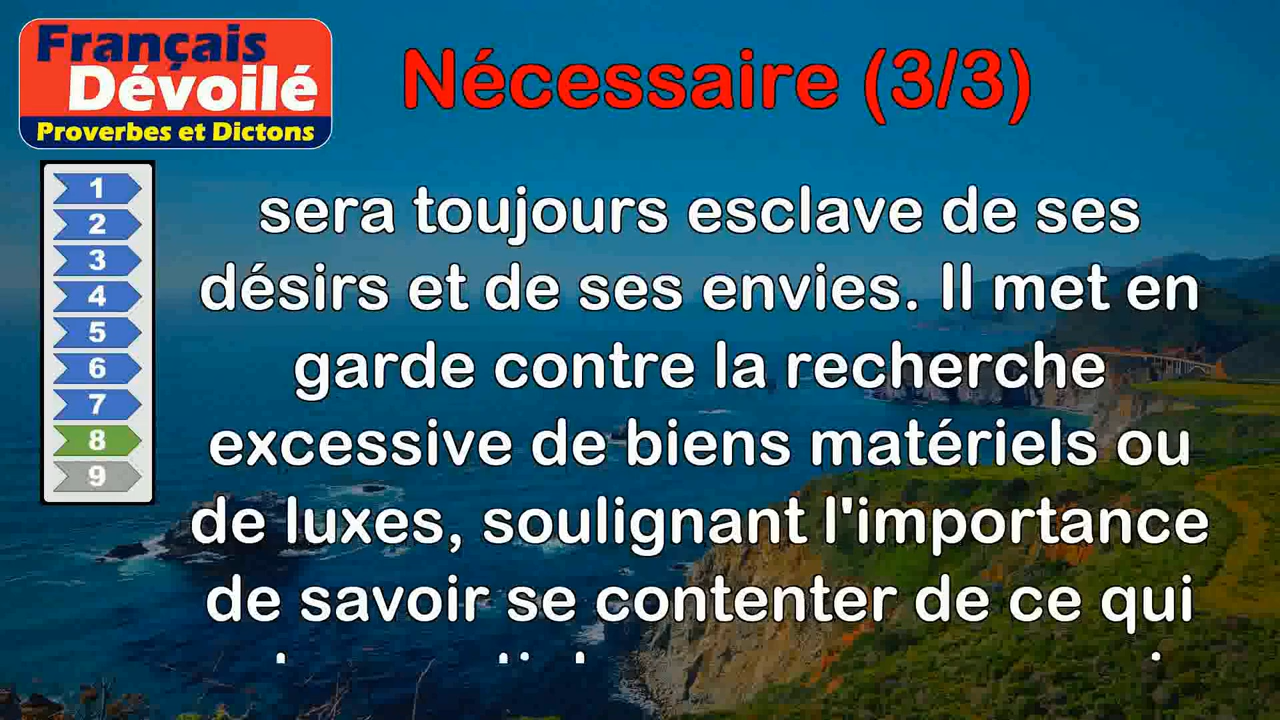 Français
Dévoilé
Proverbes et Dictons
Nécessaire (3/3)
1
2
3
4
5
6
7
8
9
sera toujours esclave de ses
désirs et de ses envies. Il met en
garde contre la recherche
excessive de biens matériels ou
de luxes, soulignant l'importance
de savoir se contenter de ce qui